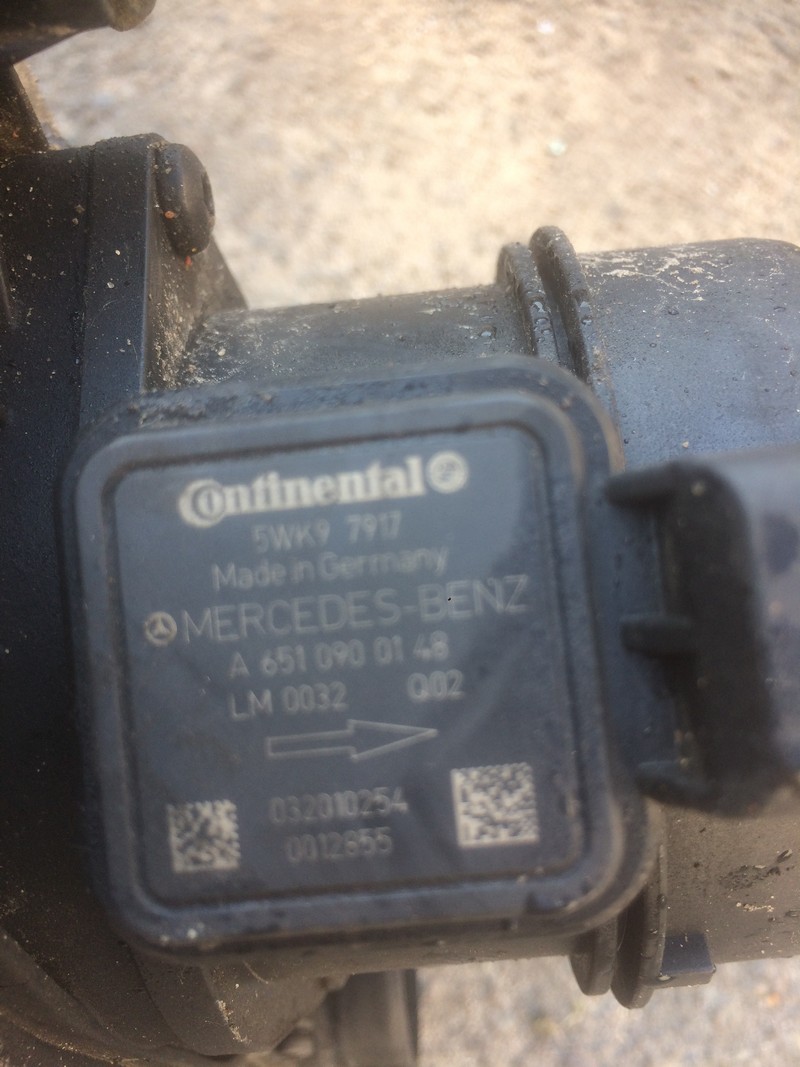 Continental
5WK9 7917
Made in Germany
MERCEDES-BENZ
A 651 090 01 48
LM 0032 Q02
032010254
0012855